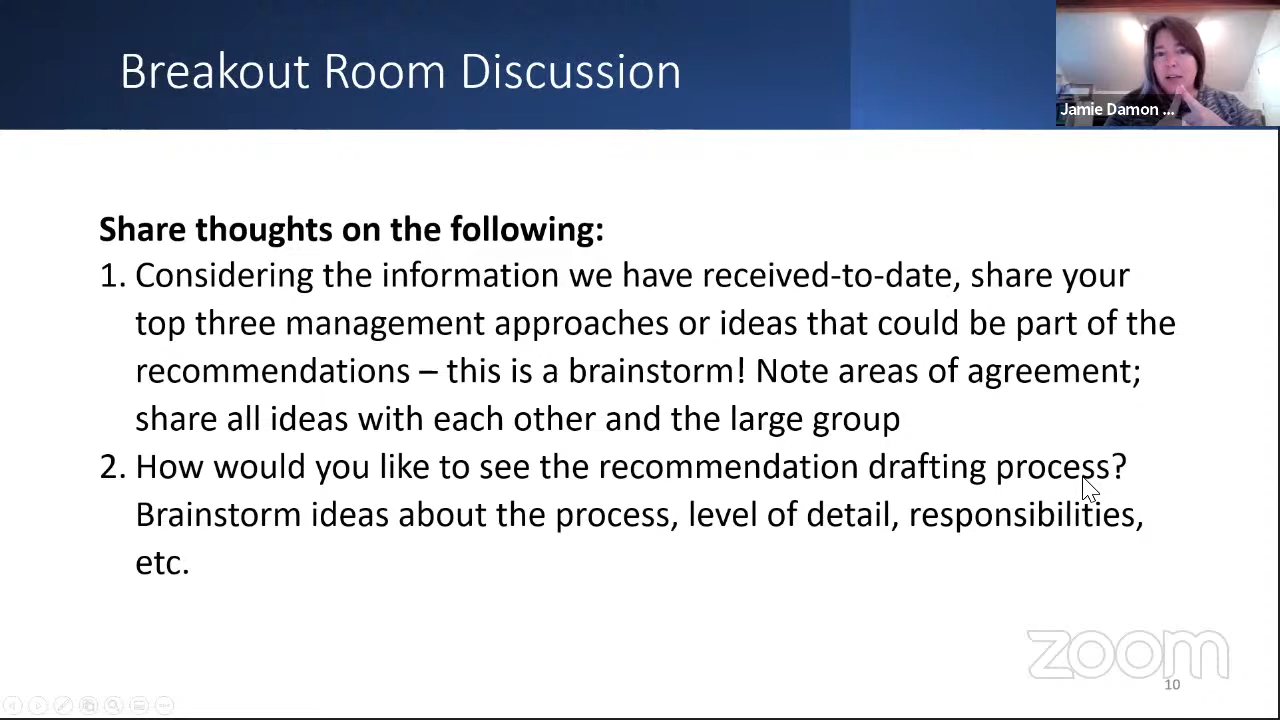 Breakout Room Discussion
Jamie Damon ...
Share thoughts on the following:
1. Considering the information we have received-to-date, share your
top three management approaches or ideas that could be part of the
recommendations – this is a brainstorm! Note areas of agreement;
share all ideas with each other and the large group
2. How would you like to see the recommendation drafting process?
Brainstorm ideas about the process, level of detail, responsibilities,
etc.
zoom
10